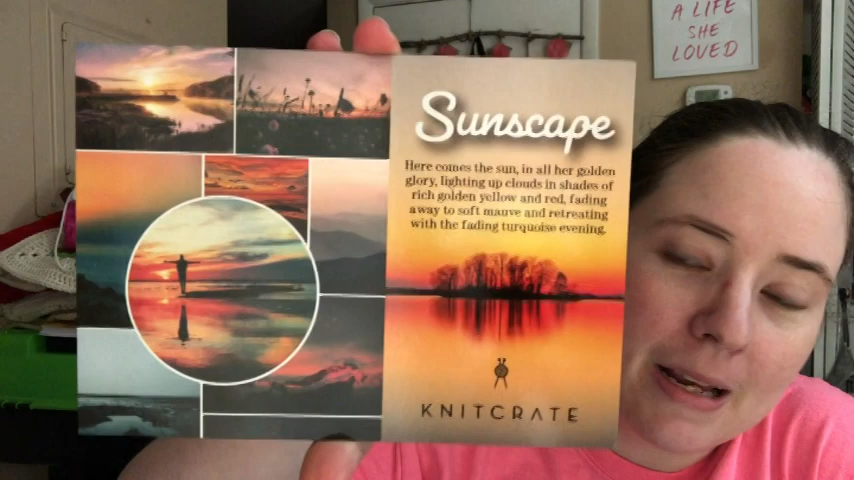 A LIFE
SHE
LOVED
Sunscape
Here comes the sun, in all her golden
glory, lighting up clouds in shades of
rich golden yellow and red, fading
away to soft mauve and retreating
with the fading turquoise evening.
KNITCRATE